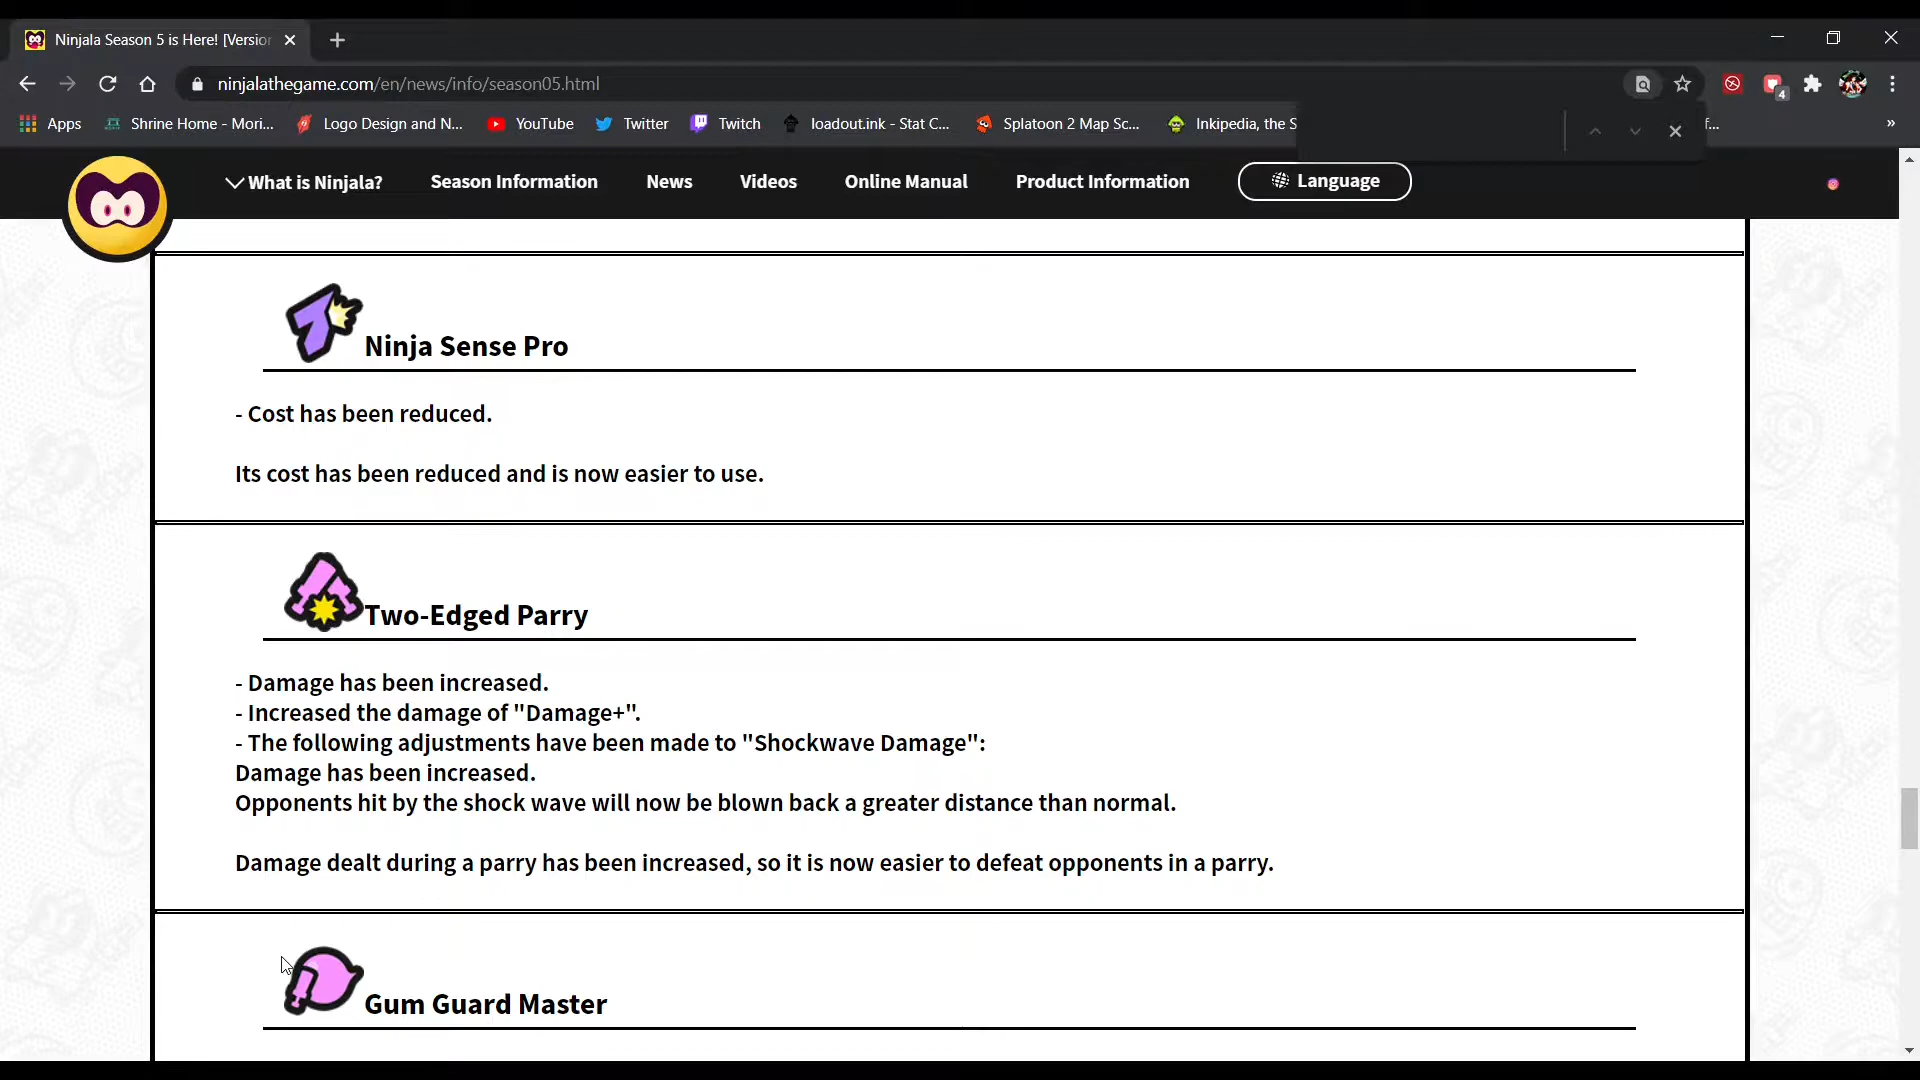 Ninjala Season 5 is Here! [Version
ninjalathegame.com/en/news/info/season05.html
4
Apps
Shrine Home - Mori...
Logo Design and N...
YouTube
Twitter
Twitch
loadout.ink - Stat C...
Splatoon 2 Map Sc...
Inkipedia, the S
f...
»
What is Ninjala?
Season Information
News
Videos
Online Manual
Product Information
Language
Ninja Sense Pro
- Cost has been reduced.
Its cost has been reduced and is now easier to use.
Two-Edged Parry
- Damage has been increased.
- Increased the damage of "Damage+".
- The following adjustments have been made to "Shockwave Damage":
Damage has been increased.
Opponents hit by the shock wave will now be blown back a greater distance than normal.
Damage dealt during a parry has been increased, so it is now easier to defeat opponents in a parry.
Gum Guard Master